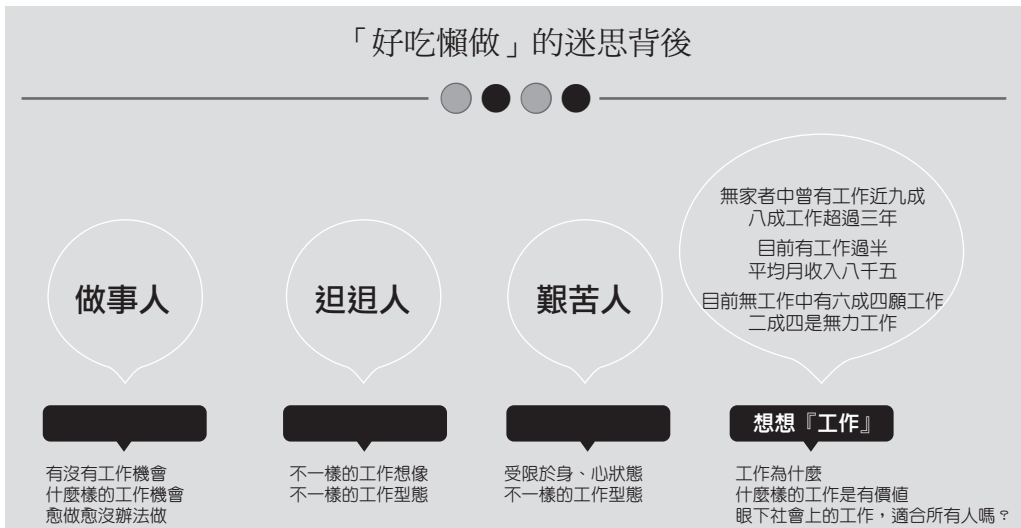 「好吃懶做」的迷思背後
做事人
有沒有工作機會
什麼樣的工作機會
愈做愈沒辦法做
𨑨迌人
不一樣的工作想像
不一樣的工作型態
艱苦人
受限於身、心狀態
不一樣的工作型態
無家者中曾有工作近九成
八成工作超過三年
目前有工作過半
平均月收入八千五
目前無工作中有六成四願工作
二成四是無力工作
想想『工作』
工作為什麼
什麼樣的工作是有價值
眼下社會上的工作，適合所有人嗎？